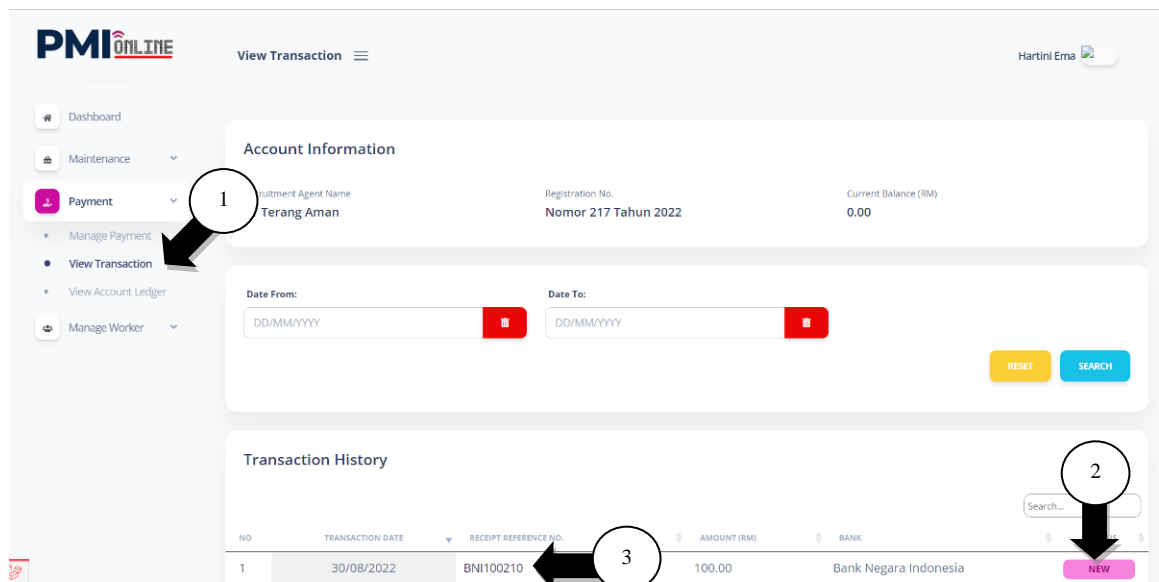 PMI ONLINE
View Transaction
Hartini Ema
Dashboard
Maintenance
Payment
Manage Payment
View Transaction
View Account Ledger
Manage Worker
1
Account Information
Agent Name
Registration No.
Current Balance (RM)
Terang Aman
Nomor 217 Tahun 2022
0.00
Date From:
Date To:
DD/MM/YYYY
DD/MM/YYYY
RESET
SEARCH
Transaction History
2
Search...
NO
TRANSACTION DATE
RECEIPT REFERENCE NO.
AMOUNT (RM)
BANK
1
30/08/2022
BNI100210
3
100.00
Bank Negara Indonesia
NEW